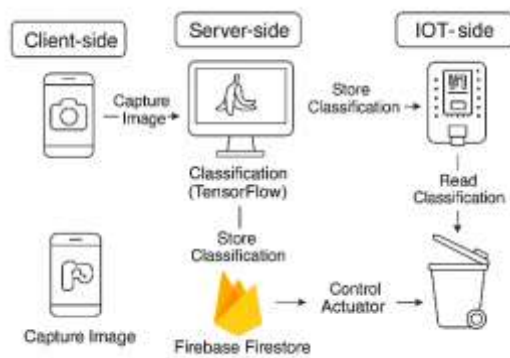 Client-side
Server-side
IOT-side
Capture
Image
Store
Classification
Classification
(TensorFlow)
Read
Classification
Store
Classification
Control
Actuator
Capture Image
Firebase Firestore